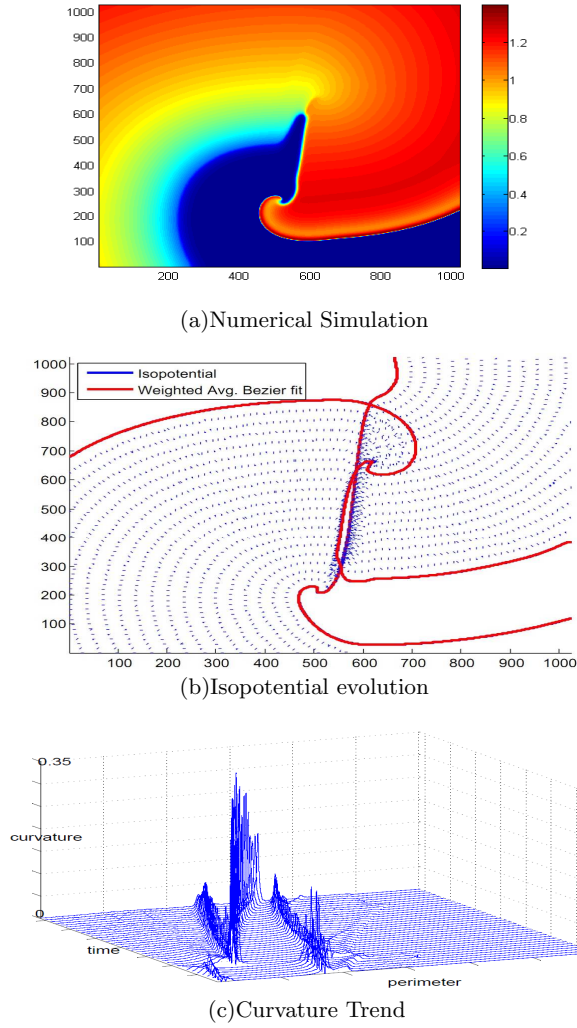 1000
900
800
700
600
500
400
300
200
100
200 400 600 800 1000
1.2
1
0.8
0.6
0.4
0.2
(a)Numerical Simulation
Isopotential
Weighted Avg. Bezier fit
1000
900
800
700
600
500
400
300
200
100
100 200 300 400 500 600 700 800 900 1000
(b)Isopotential evolution
0.35
curvature
0
time
perimeter
(c)Curvature Trend